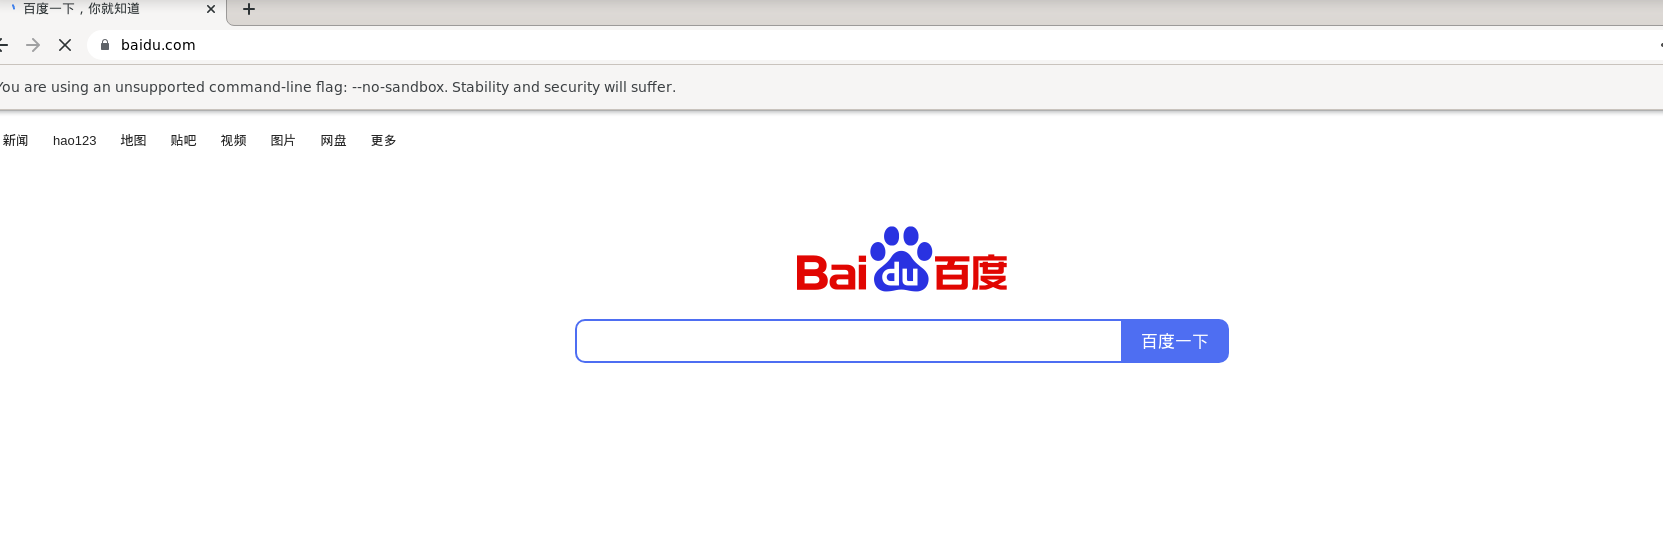 百度一下，你就知道
baidu.com
You are using an unsupported command-line flag: --no-sandbox. Stability and security will suffer.
新闻 hao123 地图 贴吧 视频 图片 网盘 更多
Bai du 百度
百度一下